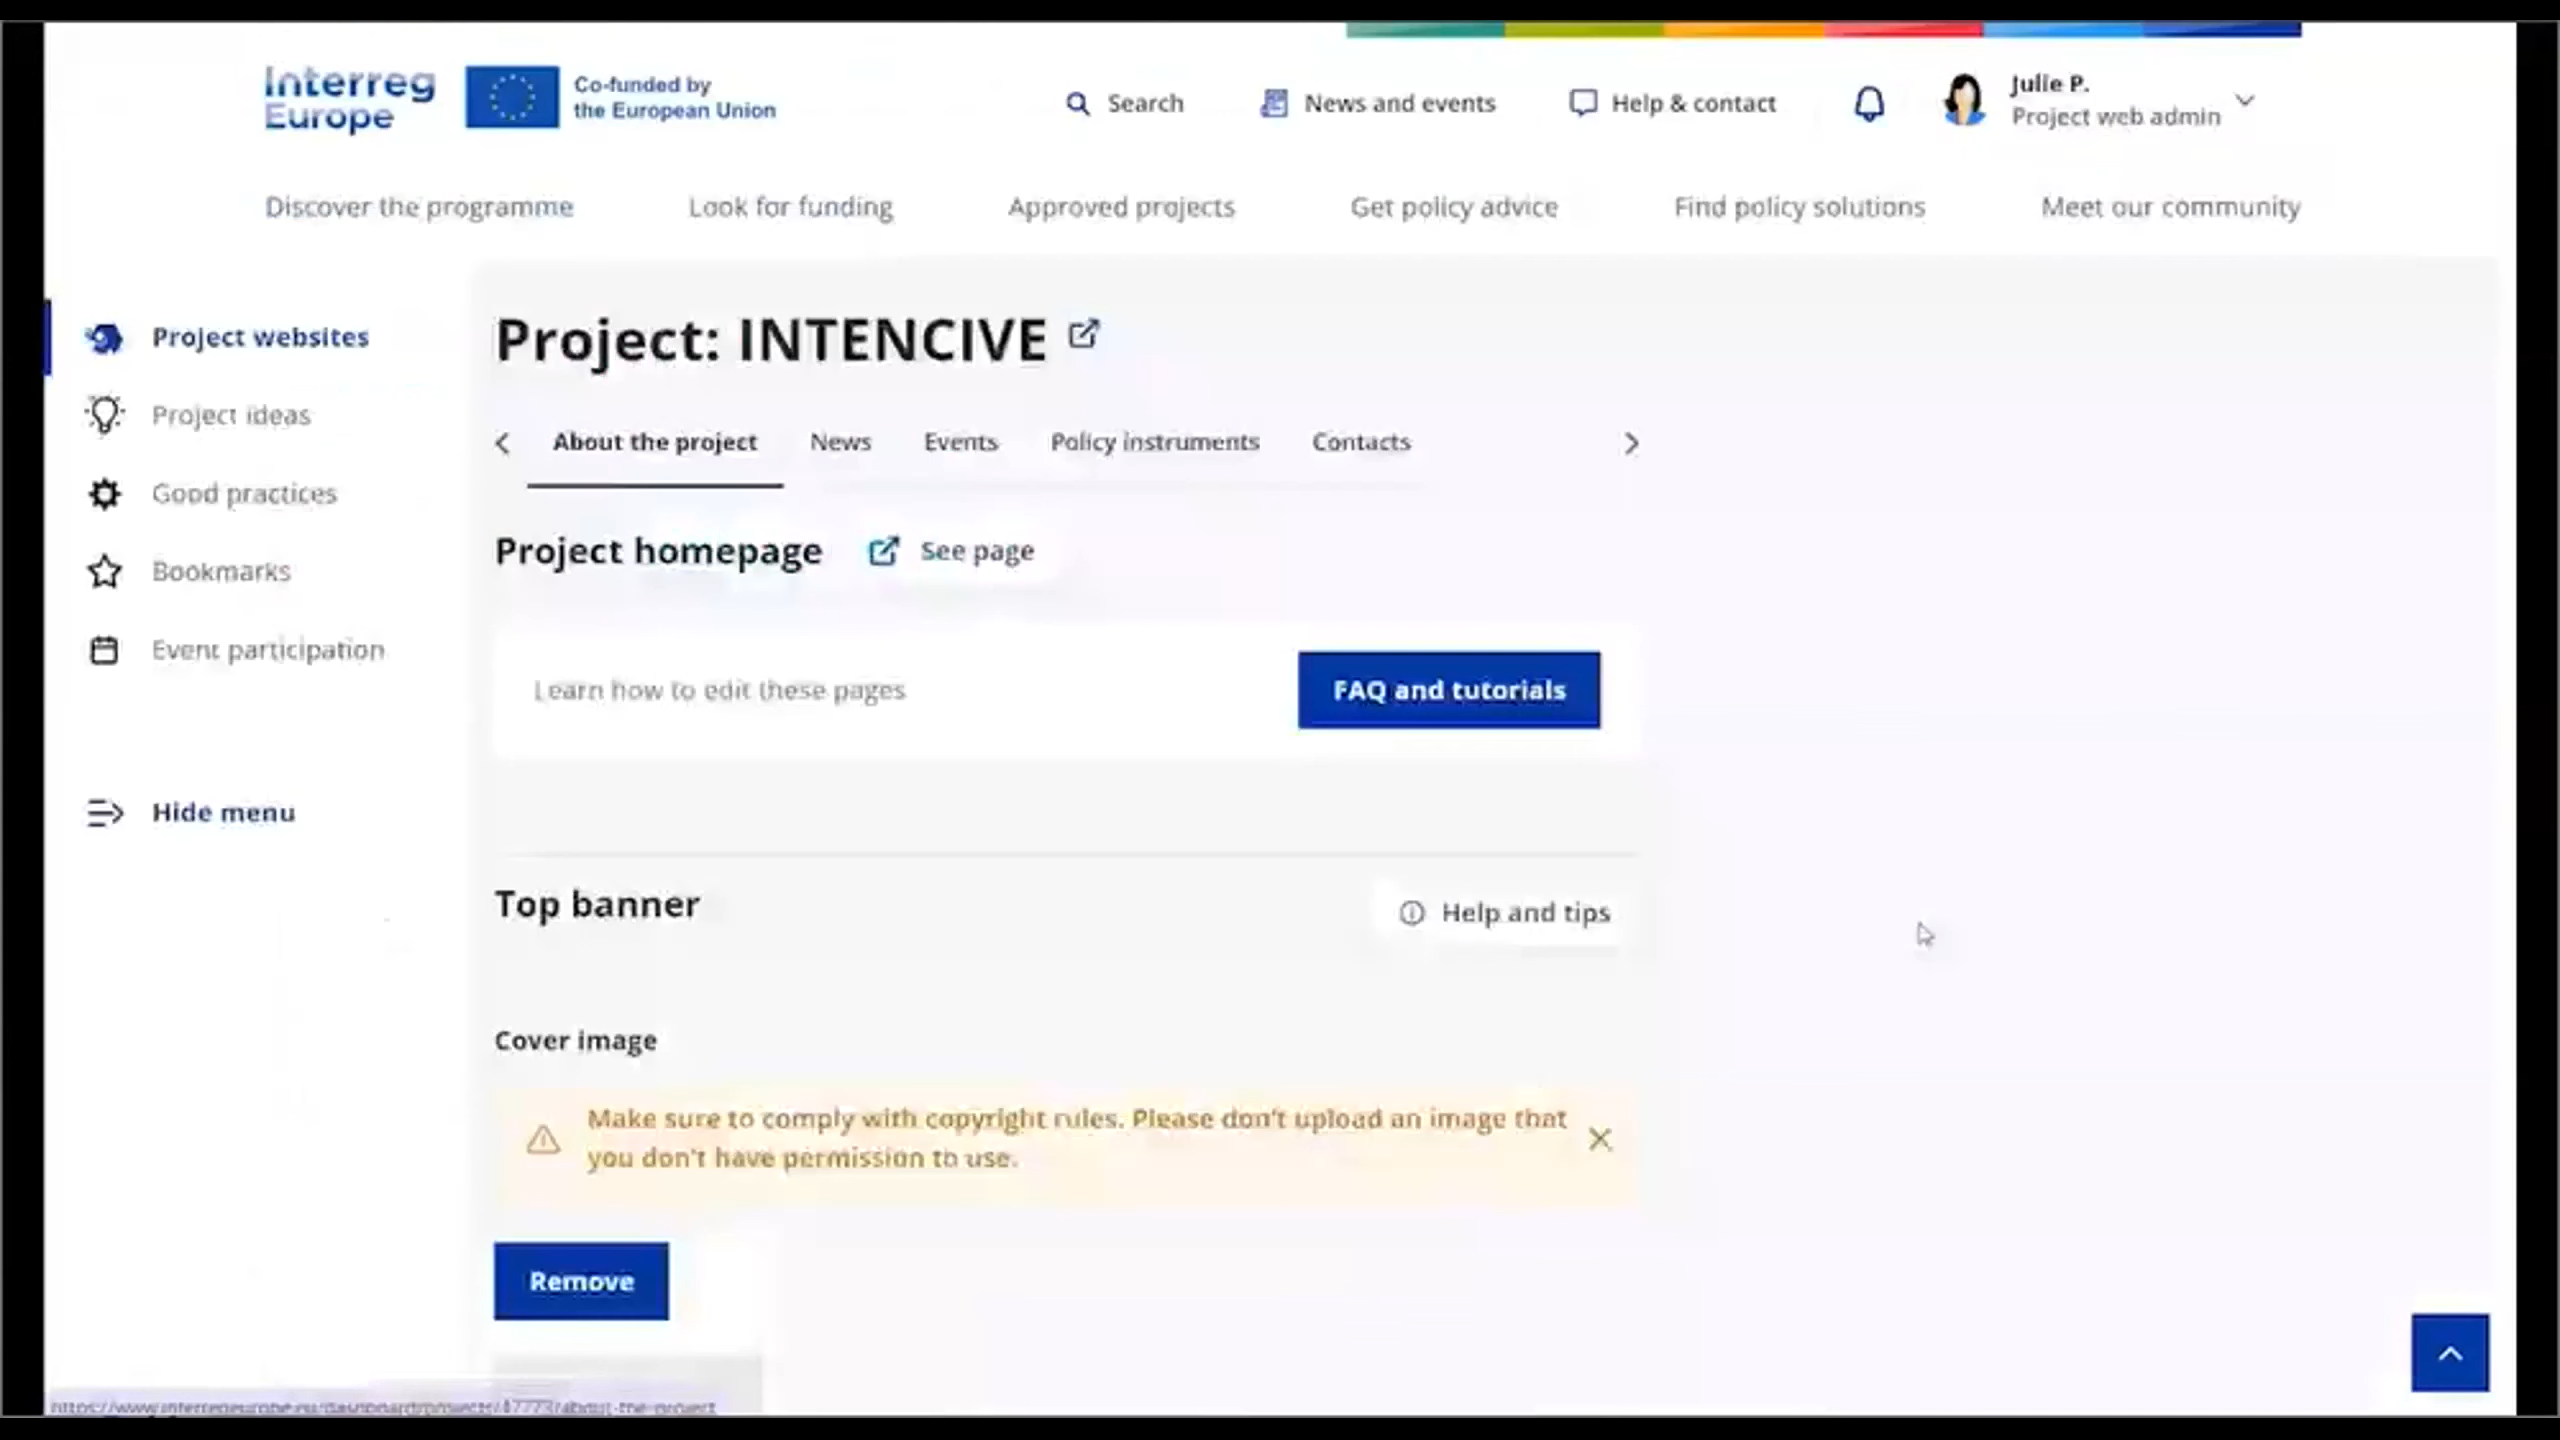 Interreg
Europe
Co-funded by
the European Union
Search
News and events
Help & contact
Julie P.
Project web admin
Discover the programme
Look for funding
Approved projects
Get policy advice
Find policy solutions
Meet our community
Project websites
Project ideas
Good practices
Bookmarks
Event participation
Hide menu
Project: INTENCIVE
About the project
News
Events
Policy instruments
Contacts
Project homepage
See page
Learn how to edit these pages
FAQ and tutorials
Top banner
Help and tips
Cover image
Make sure to comply with copyright rules. Please don't upload an image that
you don't have permission to use.
Remove